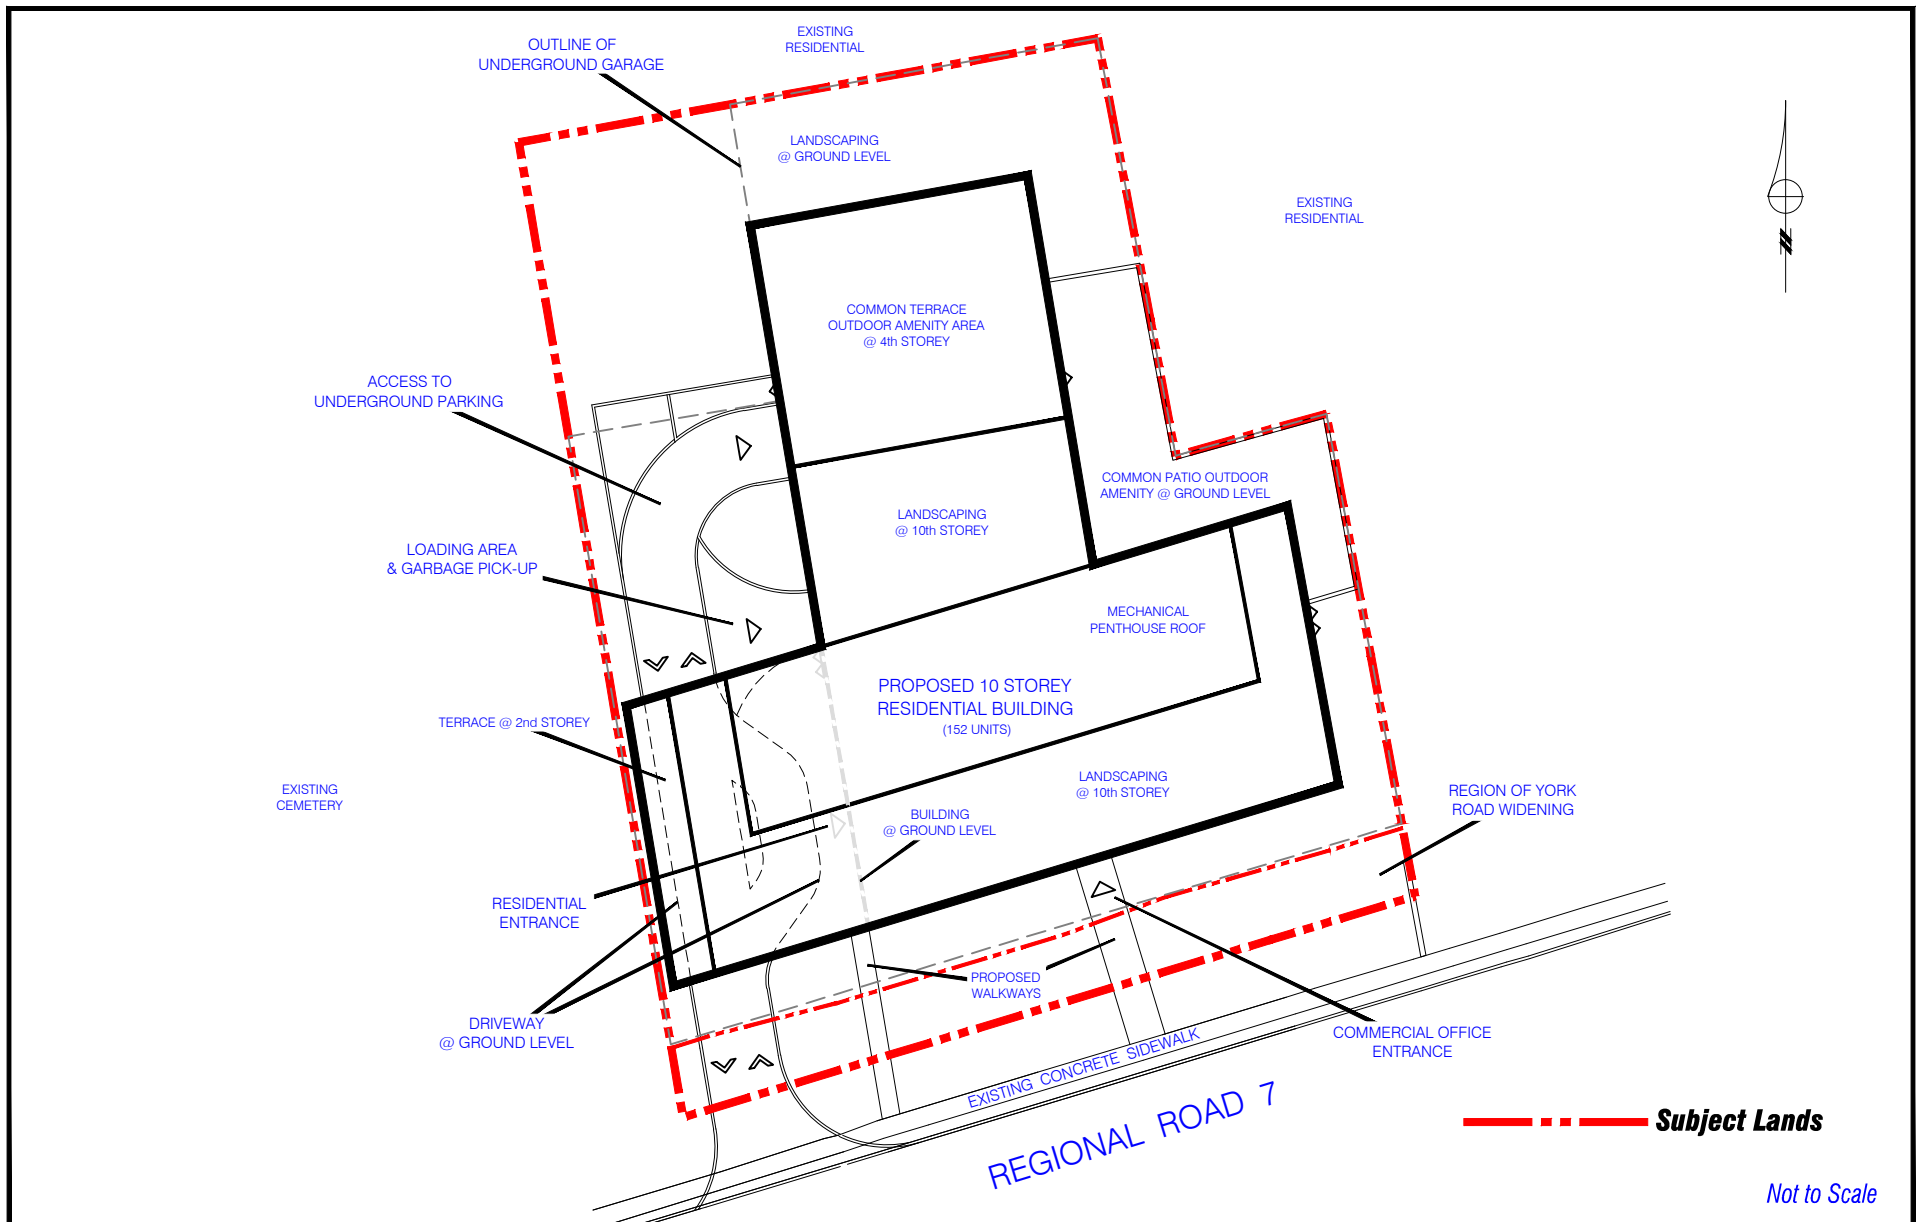 OUTLINE OF
UNDERGROUND GARAGE
EXISTING
RESIDENTIAL
LANDSCAPING
@ GROUND LEVEL
EXISTING
RESIDENTIAL
N
COMMON TERRACE
OUTDOOR AMENITY AREA
@ 4th STOREY
ACCESS TO
UNDERGROUND PARKING
COMMON PATIO OUTDOOR
AMENITY @ GROUND LEVEL
LANDSCAPING
@ 10th STOREY
LOADING AREA
& GARBAGE PICK-UP
MECHANICAL
PENTHOUSE ROOF
PROPOSED 10 STOREY
RESIDENTIAL BUILDING
(152 UNITS)
TERRACE @ 2nd STOREY
EXISTING
CEMETERY
LANDSCAPING
@ 10th STOREY
REGION OF YORK
ROAD WIDENING
BUILDING
@ GROUND LEVEL
RESIDENTIAL
ENTRANCE
PROPOSED
WALKWAYS
DRIVEWAY
@ GROUND LEVEL
COMMERCIAL OFFICE
ENTRANCE
EXISTING CONCRETE SIDEWALK
REGIONAL ROAD 7
Subject Lands
Not to Scale